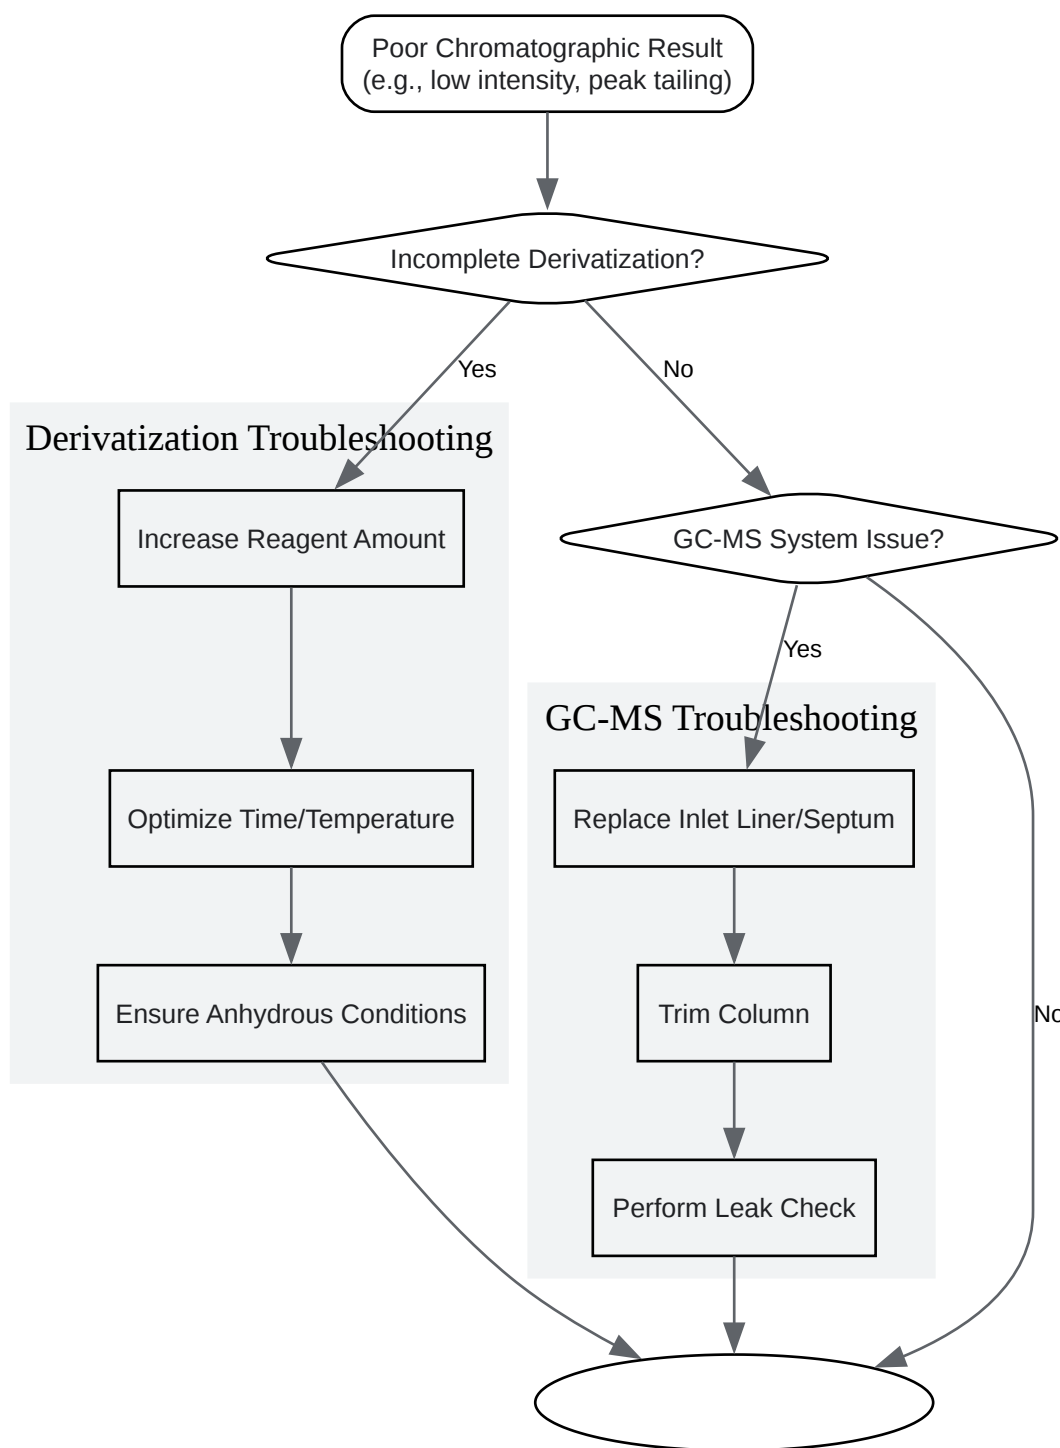 Poor Chromatographic Result
(e.g., low intensity, peak tailing)
Incomplete Derivatization?
Yes
No
Derivatization Troubleshooting
Increase Reagent Amount
GC-MS System Issue?
Yes
GC-MS Troubleshooting
Optimize Time/Temperature
Replace Inlet Liner/Septum
Ensure Anhydrous Conditions
Trim Column
No
Perform Leak Check